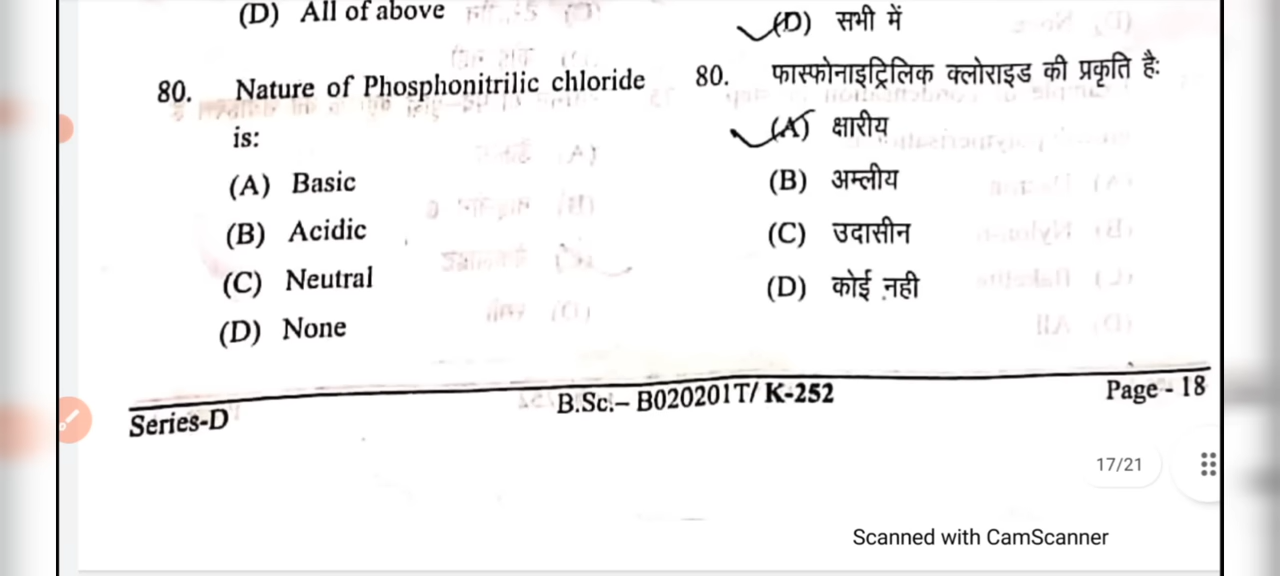 (D) All of above
80. Nature of Phosphonitrilic chloride
is:
(A) Basic
(B) Acidic
(C) Neutral
(D) None
(D) सभी में
80. फास्फोनाइट्रिलिक क्लोराइड की प्रकृति है:
(A) क्षारीय
(B) अम्लीय
(C) उदासीन
(D) कोई नही
Series-D
B.Sc.– B020201T/ K-252
Page - 18
17/21
Scanned with CamScanner